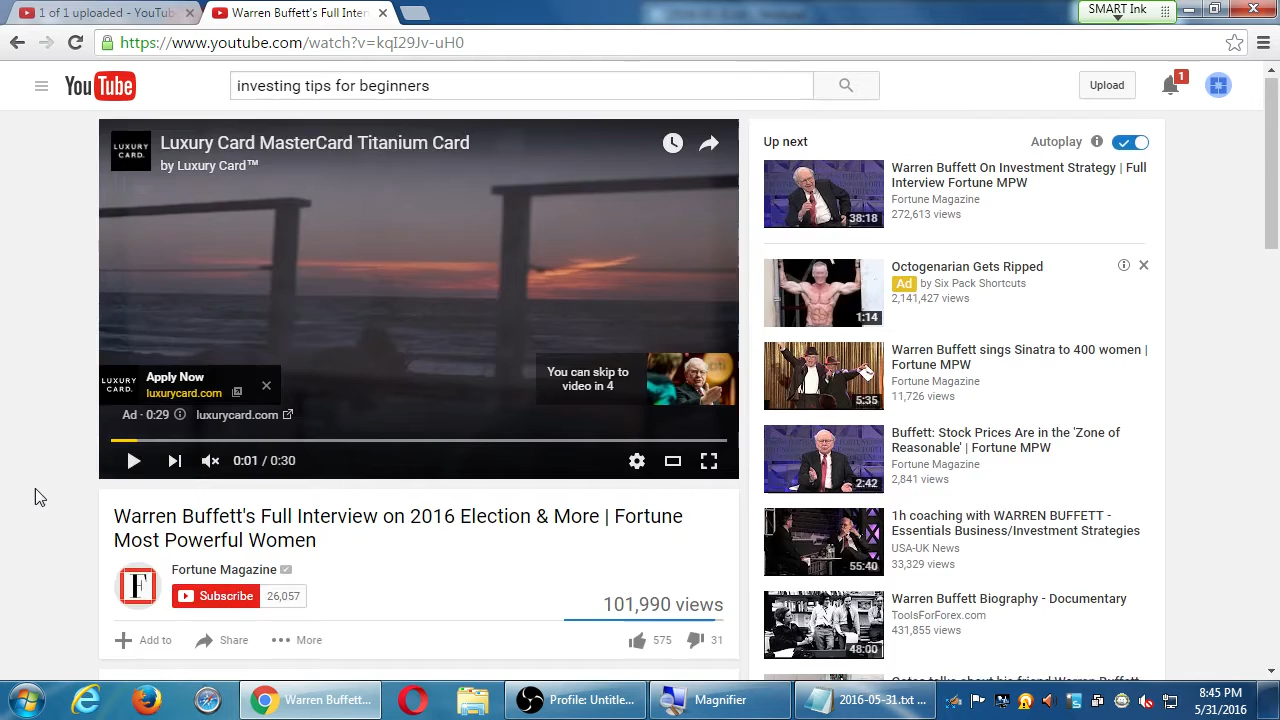 1 of 1 uploaded - YouTube
Warren Buffett's Full Inter
SMART Ink
https://www.youtube.com/watch?v=kqI29Jv-uH0
YouTube
investing tips for beginners
Upload
1
LUXURY
CARD.
Luxury Card MasterCard Titanium Card
by Luxury Card™
LUXURY
CARD.
Apply Now
luxurycard.com
You can skip to
video in 4
Ad · 0:29
luxurycard.com
0:01 / 0:30
Warren Buffett's Full Interview on 2016 Election & More | Fortune
Most Powerful Women
F
Fortune Magazine
Subscribe
26,057
101,990 views
Add to
Share
More
575
31
Up next
Autoplay
38:18
Warren Buffett On Investment Strategy | Full
Interview Fortune MPW
Fortune Magazine
272,613 views
1:14
Octogenarian Gets Ripped
Ad by Six Pack Shortcuts
2,141,427 views
5:35
Warren Buffett sings Sinatra to 400 women |
Fortune MPW
Fortune Magazine
11,726 views
2:42
Buffett: Stock Prices Are in the 'Zone of
Reasonable' | Fortune MPW
Fortune Magazine
2,841 views
55:40
1h coaching with WARREN BUFFETT -
Essentials Business/Investment Strategies
USA-UK News
33,329 views
48:00
Warren Buffett Biography - Documentary
ToolsForForex.com
431,855 views
Warren Buffett...
Profile: Untitle...
Magnifier
2016-05-31.txt ...
8:45 PM
5/31/2016